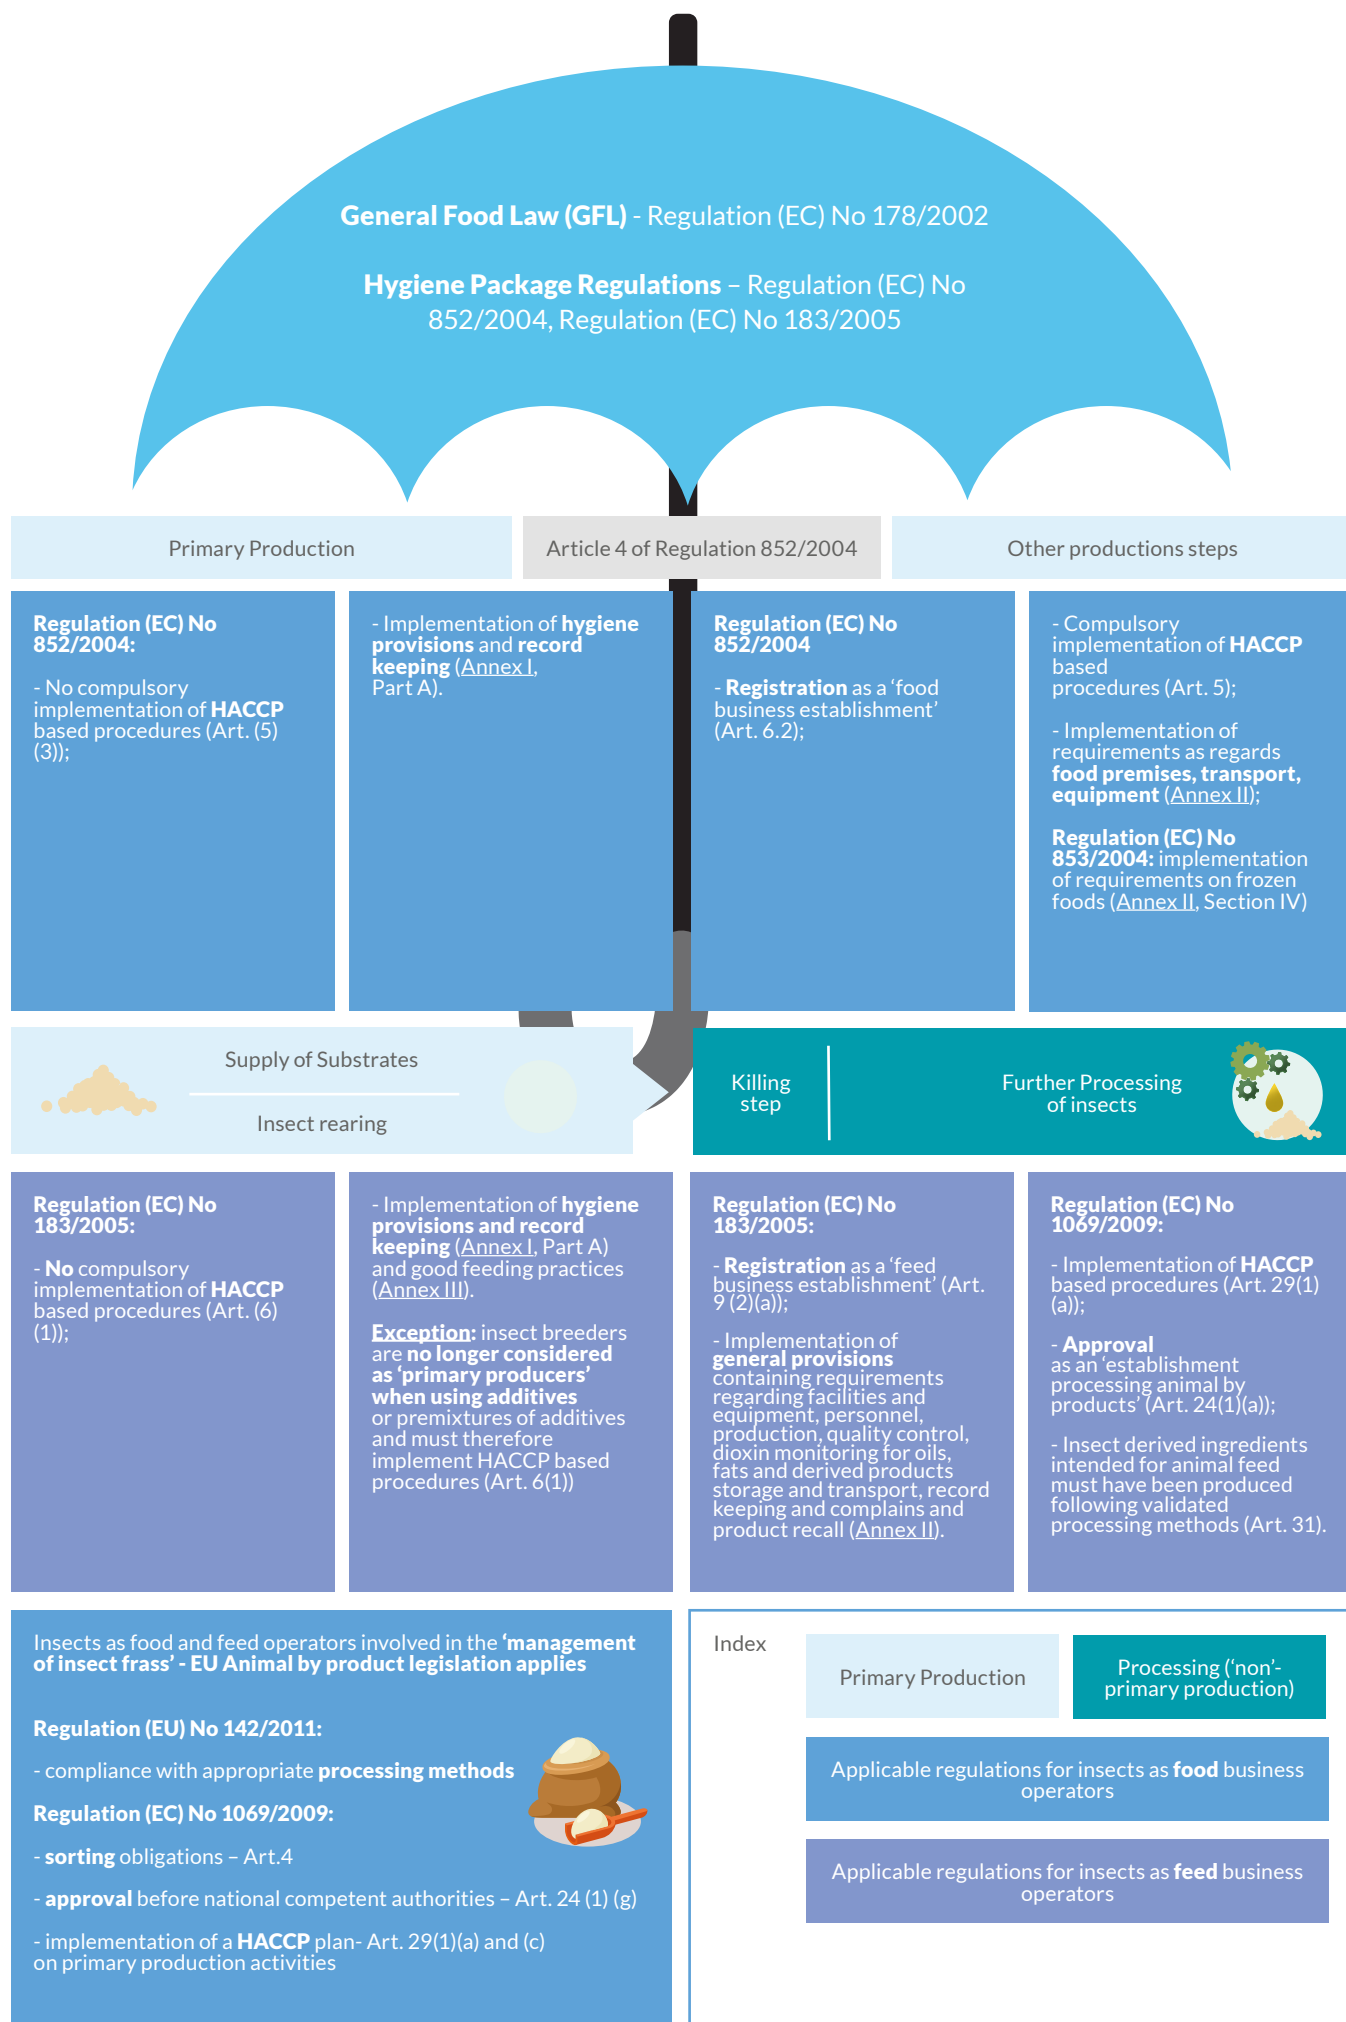 General Food Law (GFL) - Regulation (EC) No 178/2002
Hygiene Package Regulations – Regulation (EC) No
852/2004, Regulation (EC) No 183/2005
Primary Production
Article 4 of Regulation 852/2004
Other productions steps
Regulation (EC) No
852/2004:
- No compulsory
implementation of HACCP
based procedures (Art. (5)
(3));
- Implementation of hygiene
provisions and record
keeping (Annex I,
Part A).
Regulation (EC) No
852/2004
- Registration as a ‘food
business establishment’
(Art. 6.2);
- Compulsory
implementation of HACCP
based
procedures (Art. 5);
- Implementation of
requirements as regards
food premises, transport,
equipment (Annex II);
Regulation (EC) No
853/2004: implementation
of requirements on frozen
foods (Annex II, Section IV)
Supply of Substrates
Insect rearing
Killing
step
Further Processing
of insects
Regulation (EC) No
183/2005:
- No compulsory
implementation of HACCP
based procedures (Art. (6)
(1));
- Implementation of hygiene
provisions and record
keeping (Annex I, Part A)
and good feeding practices
(Annex III).
Exception: insect breeders
are no longer considered
as ‘primary producers’
when using additives
or premixtures of additives
and must therefore
implement HACCP based
procedures (Art. 6(1))
Regulation (EC) No
183/2005:
- Registration as a ‘feed
business establishment’ (Art.
9 (2)(a));
- Implementation of
general provisions
containing requirements
regarding facilities and
equipment, personnel,
production, quality control,
dioxin monitoring for oils,
fats and derived products
storage and transport, record
keeping and complains and
product recall (Annex II).
Regulation (EC) No
1069/2009:
- Implementation of HACCP
based procedures (Art. 29(1)
(a));
- Approval
as an ‘establishment
processing animal by
products’ (Art. 24(1)(a));
- Insect derived ingredients
intended for animal feed
must have been produced
following validated
processing methods (Art. 31).
Insects as food and feed operators involved in the ‘management
of insect frass’ - EU Animal by product legislation applies
Regulation (EU) No 142/2011:
- compliance with appropriate processing methods
Regulation (EC) No 1069/2009:
- sorting obligations – Art.4
- approval before national competent authorities – Art. 24 (1) (g)
- implementation of a HACCP plan- Art. 29(1)(a) and (c)
on primary production activities
Index
Primary Production
Processing (‘non’-
primary production)
Applicable regulations for insects as food business
operators
Applicable regulations for insects as feed business
operators